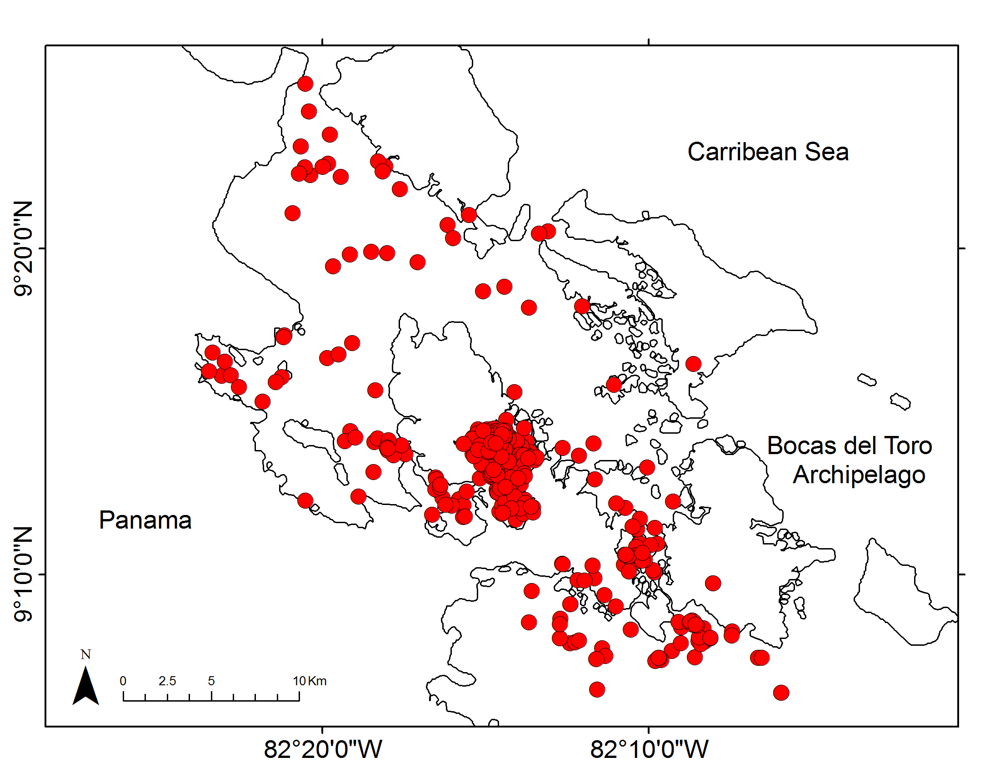 Carribean Sea
9°20'0"N
Bocas del Toro
Archipelago
Panama
9°10'0"N
N
0 2.5 5 10 Km
82°20'0"W 82°10'0"W